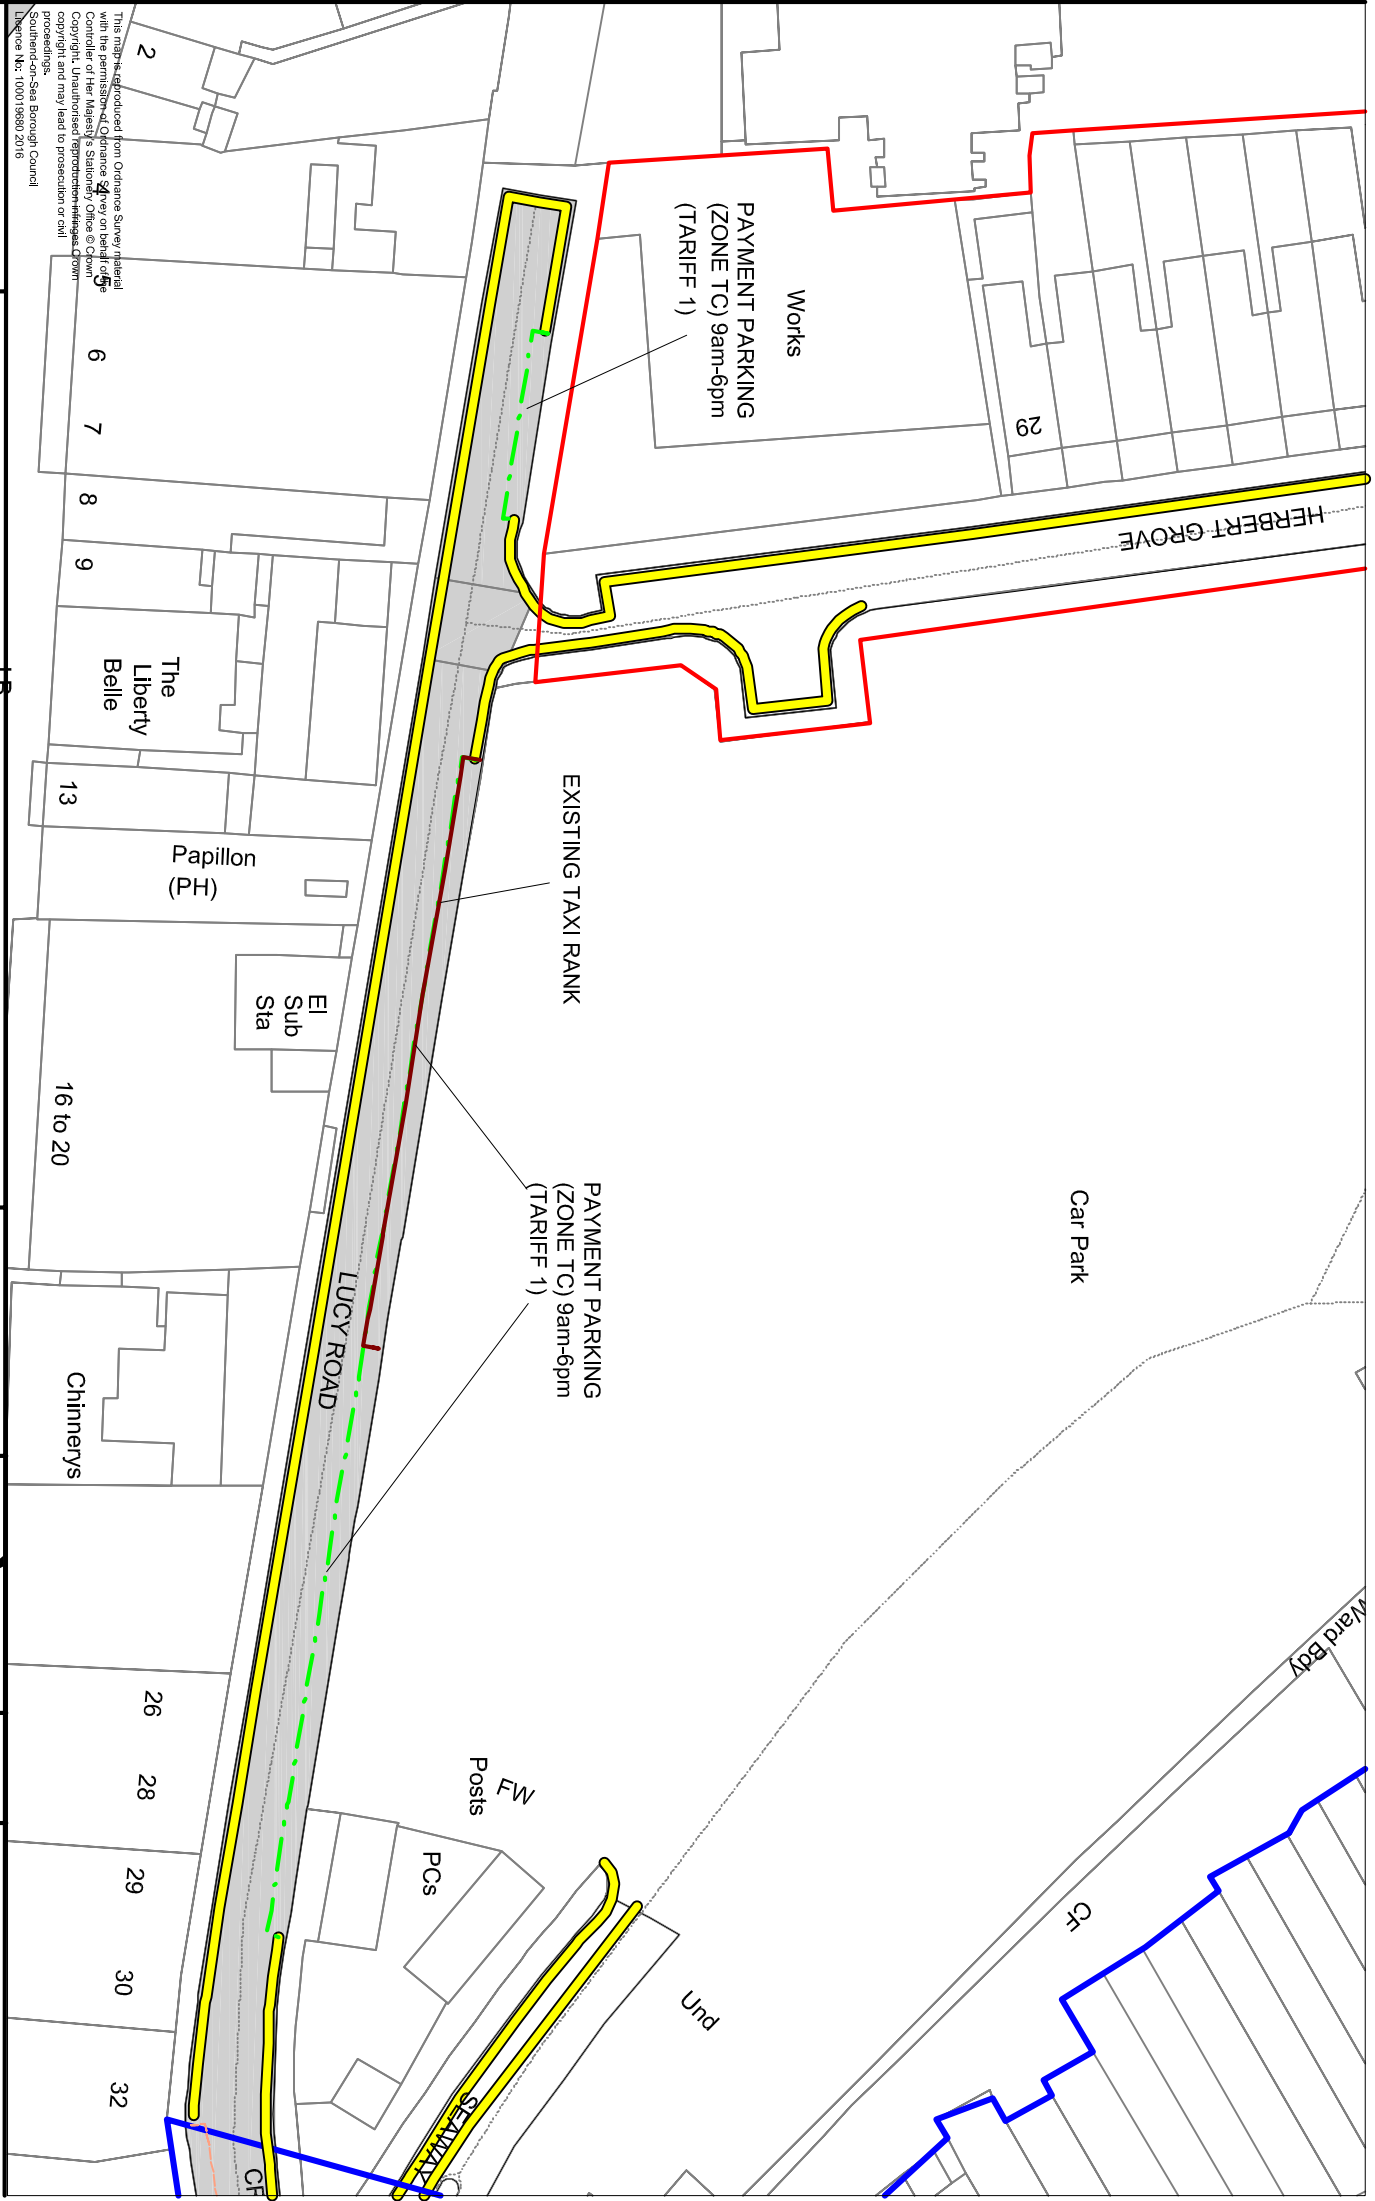 This map is reproduced from Ordnance Survey material
with the permission of Ordnance Survey on behalf of the
Controller of Her Majesty's Stationery Office © Crown
Copyright. Unauthorised reproduction infringes Crown
copyright and may lead to prosecution or civil
proceedings.
Southend-on-Sea Borough Council
Licence No: 100019680 2016
2
4
5
6
7
8
9
The
Liberty
Belle
13
Papillon
(PH)
El
Sub
Sta
16 to 20
Chinnerys
26
28
29
30
32
Works
PAYMENT PARKING
(ZONE TC) 9am-6pm
(TARIFF 1)
29
HERBERT GROVE
EXISTING TAXI RANK
PAYMENT PARKING
(ZONE TC) 9am-6pm
(TARIFF 1)
LUCY ROAD
Car Park
Ward Bdy
CF
Posts
FW
PCs
Und
SEAWAY
CF